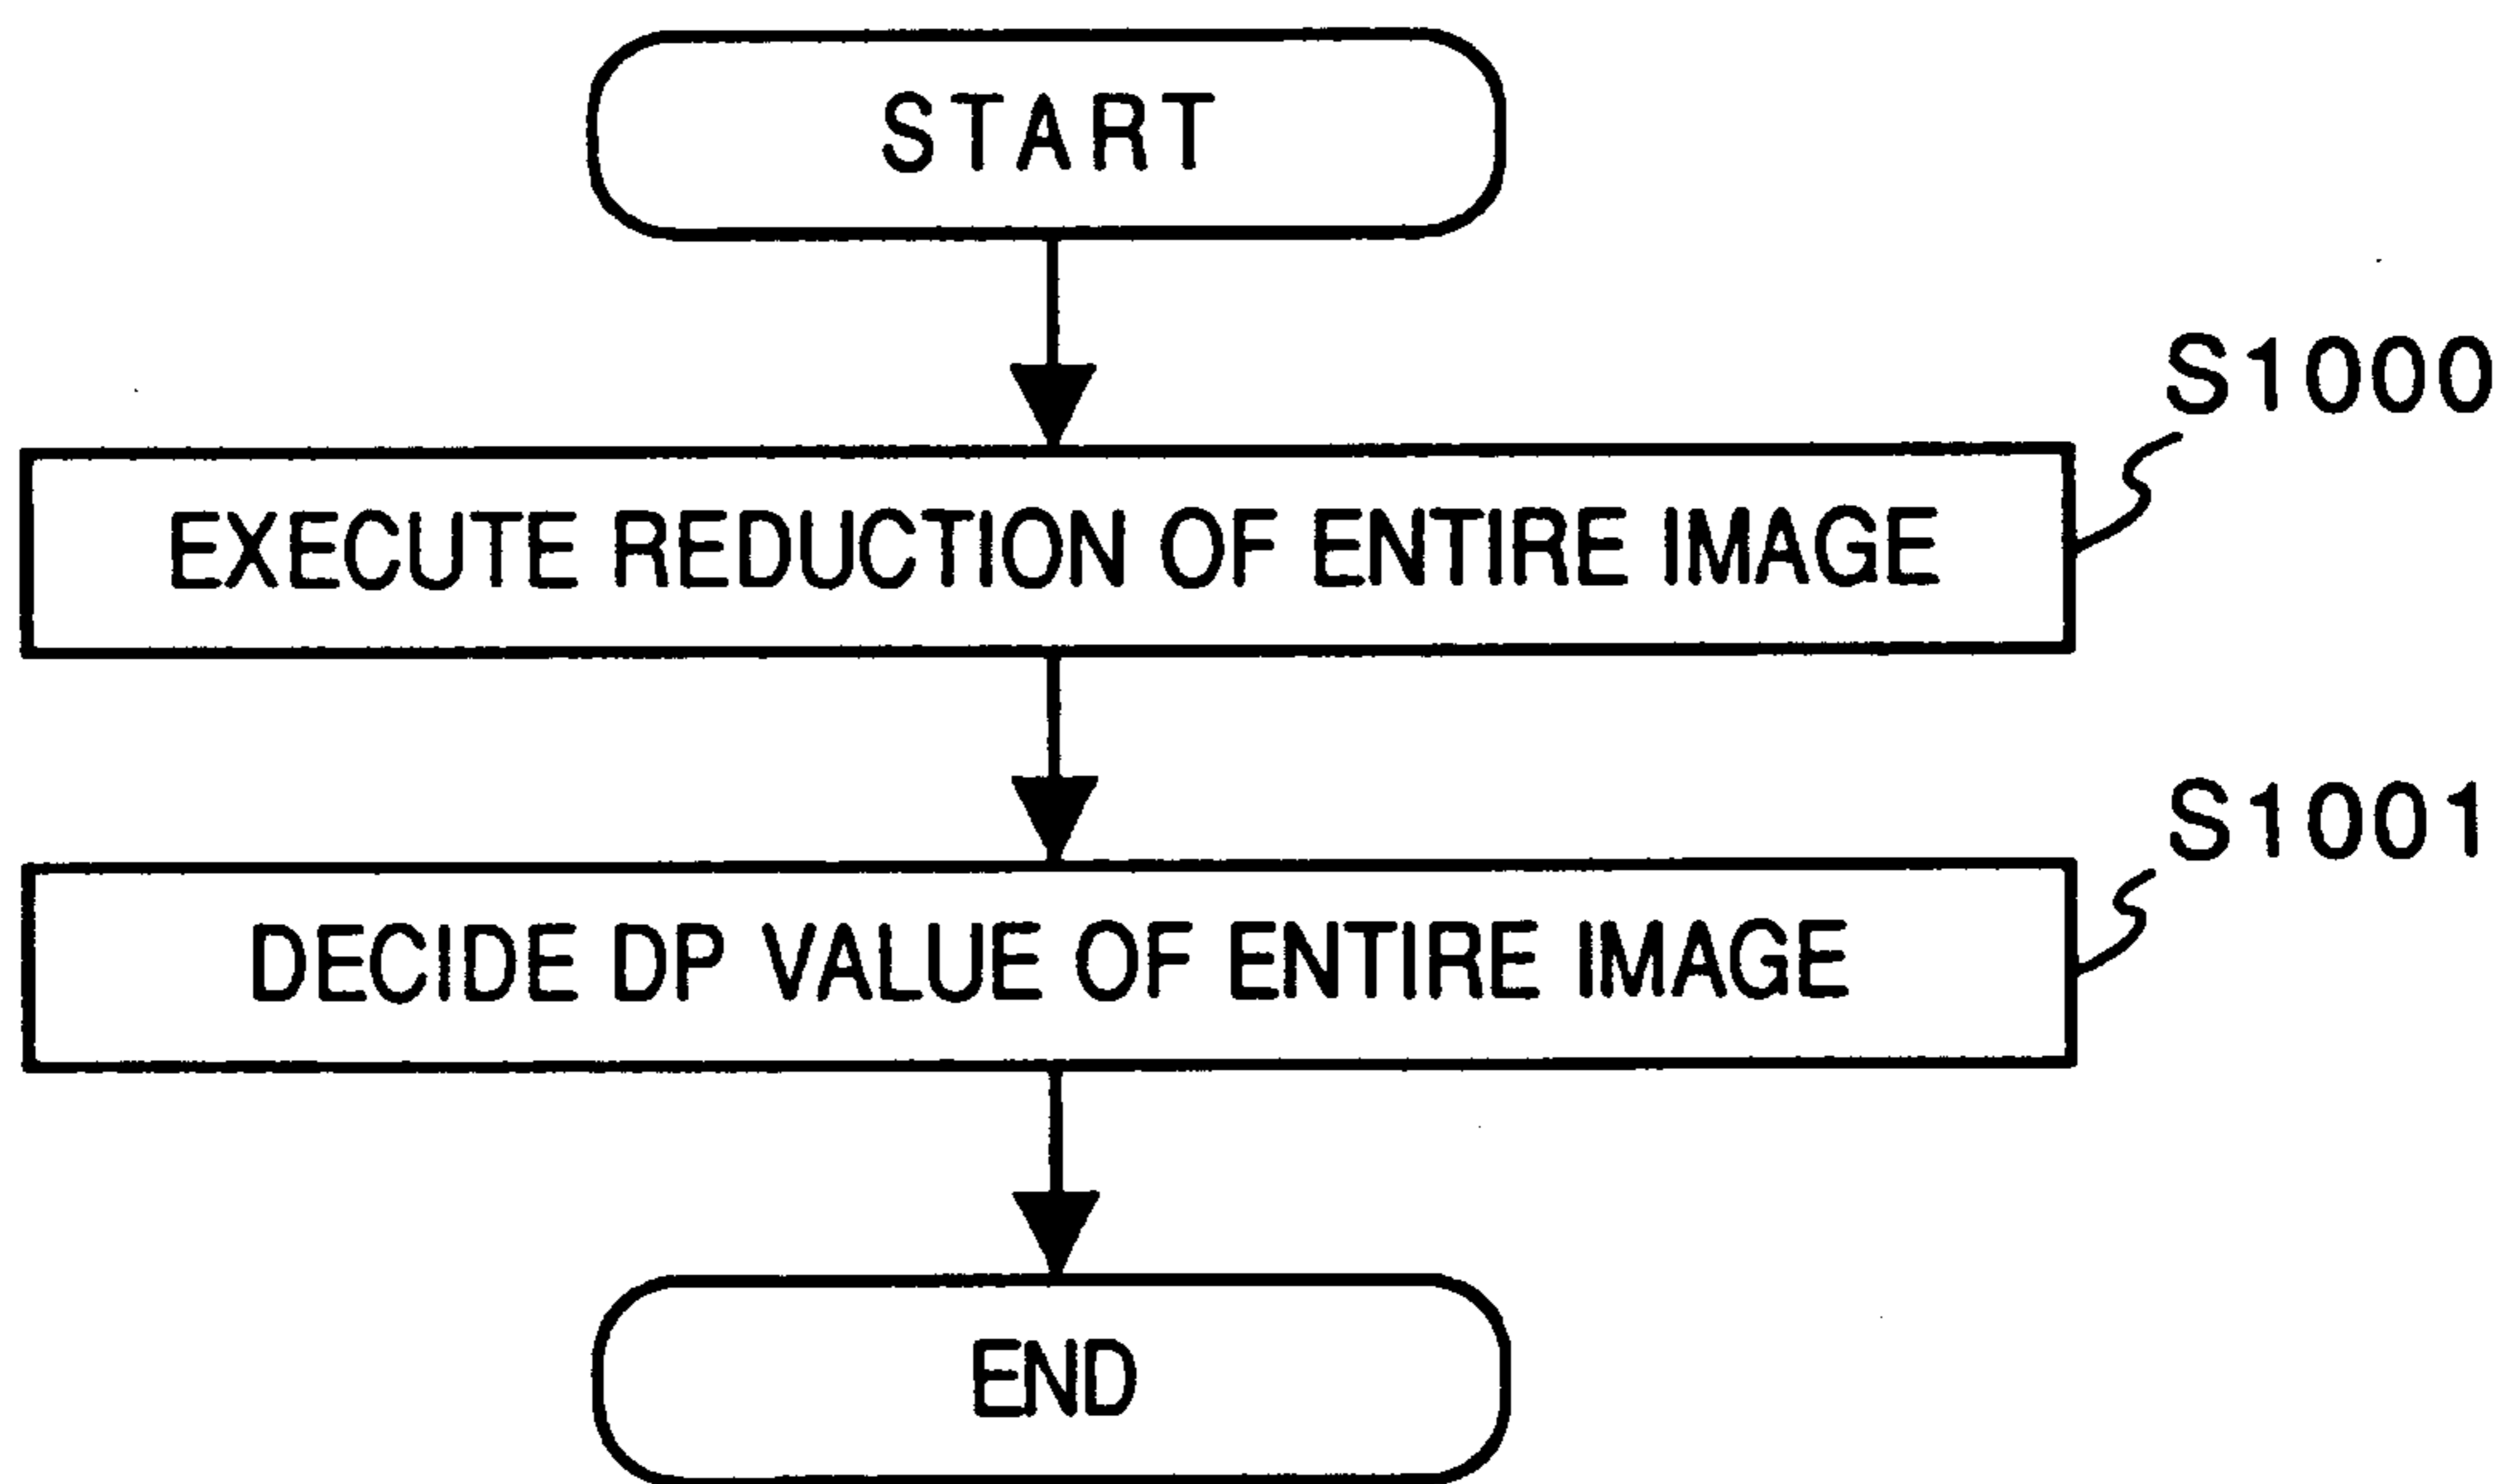 START
S1000
EXECUTE REDUCTION OF ENTIRE IMAGE
S1001
DECIDE DP VALUE OF ENTIRE IMAGE
END